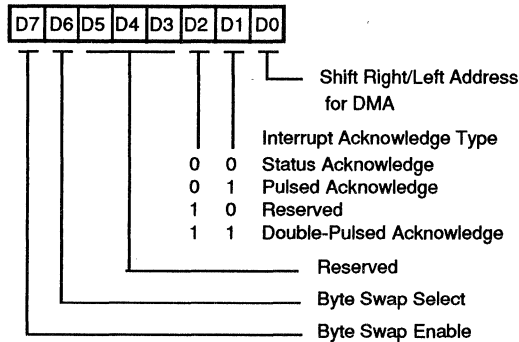 D7 D6 D5 D4 D3 D2 D1 D0
Shift Right/Left Address
for DMA
Interrupt Acknowledge Type
0 0 Status Acknowledge
0 1 Pulsed Acknowledge
1 0 Reserved
1 1 Double-Pulsed Acknowledge
Reserved
Byte Swap Select
Byte Swap Enable